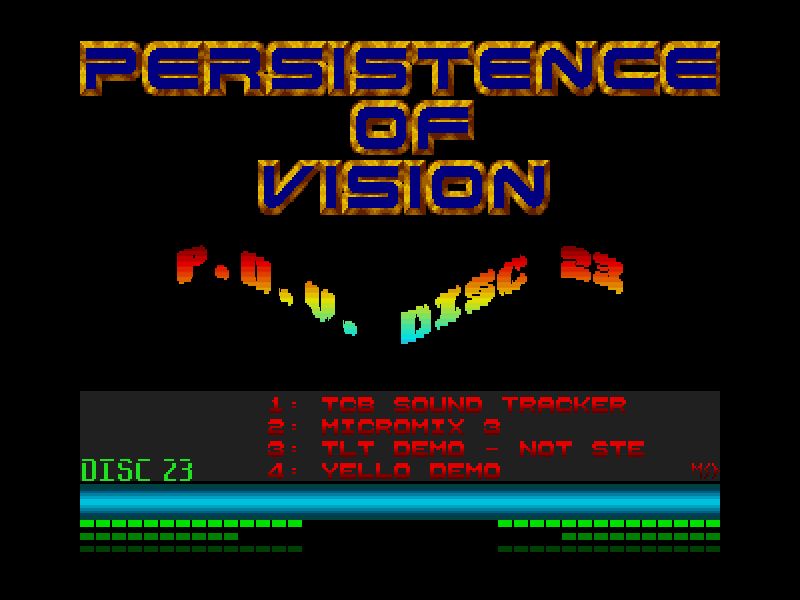 PERSISTENCE
OF
VISION
P.O.V. DISC 23
1: TCB SOUND TRACKER
2: MICROMIX 3
3: TLT DEMO - NOT STE
4: YELLO DEMO
DISC 23